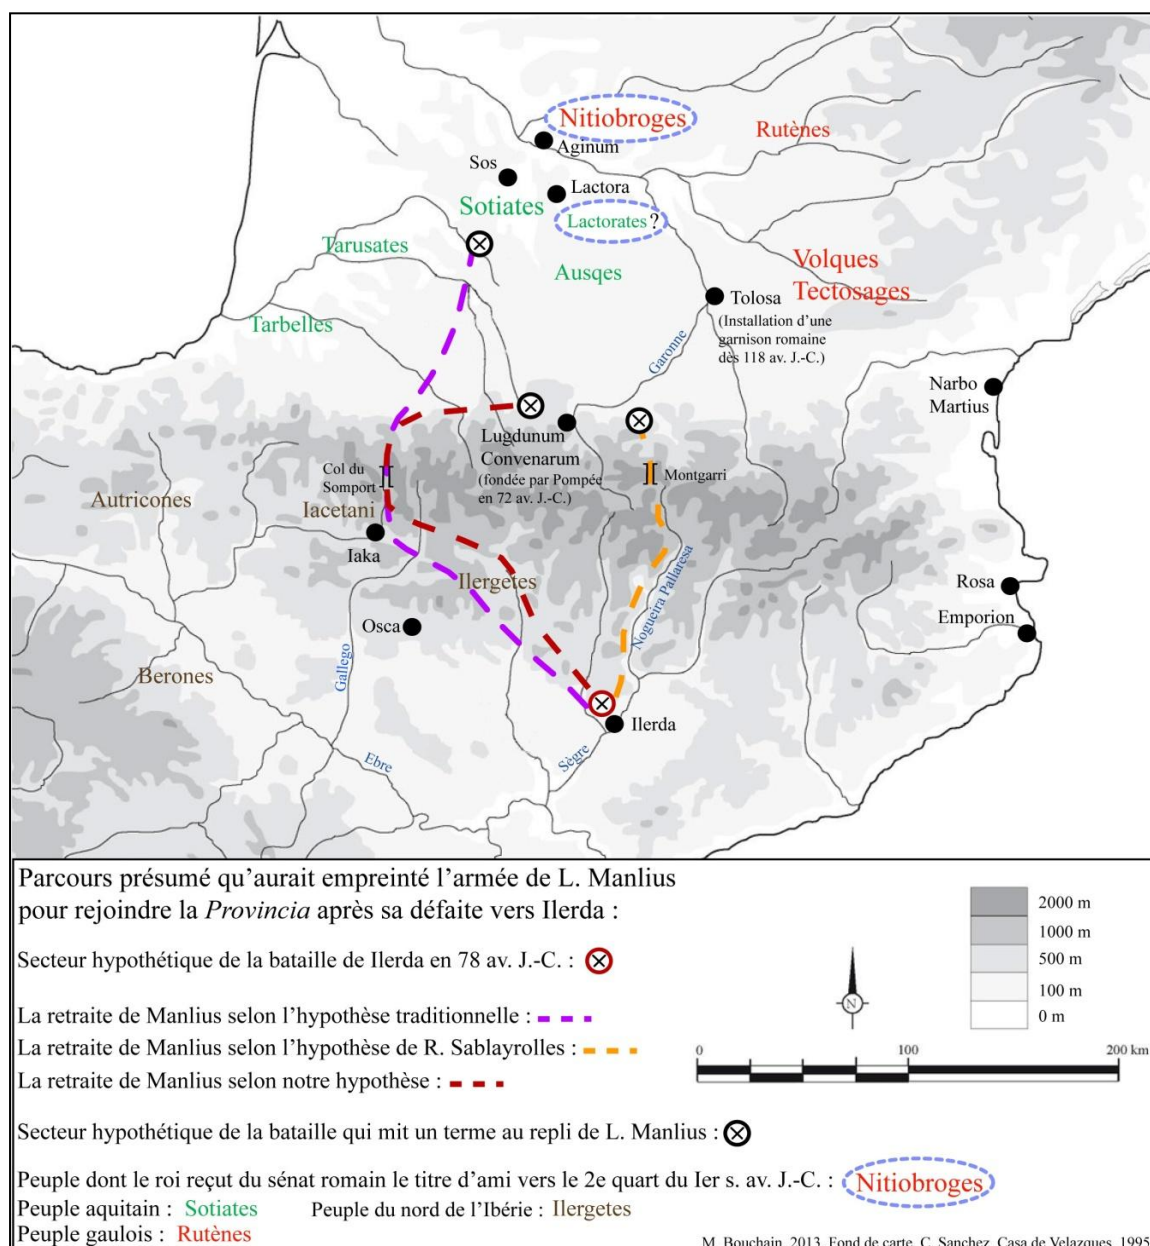 Nitiobroges
Rutènes
Aginum
Sos
Lactora
Sotiates
Lactorates ?
Tarusates
Ausqes
Volques
Tectosages
Tolosa
(Installation d’une
garnison romaine
dès 118 av. J.-C.)
Tarbelles
Garonne
Narbo
Martius
Lugdunum
Convenarum
(fondée par Pompée
en 72 av. J.-C.)
Col du
Somport
Montgarri
Autricones
Iacetani
Iaka
Ilergetes
Nogueira Pallaresa
Rosa
Emporion
Osca
Gallego
Berones
Ilerda
Sègre
Ebre
Parcours présumé qu’aurait empreinté l’armée de L. Manlius
pour rejoindre la Provincia après sa défaite vers Ilerda :
Secteur hypothétique de la bataille de Ilerda en 78 av. J.-C. :
La retraite de Manlius selon l’hypothèse traditionnelle :
La retraite de Manlius selon l’hypothèse de R. Sablayrolles :
La retraite de Manlius selon notre hypothèse :
Secteur hypothétique de la bataille qui mit un terme au repli de L. Manlius :
Peuple dont le roi reçut du sénat romain le titre d’ami vers le 2e quart du Ier s. av. J.-C. : Nitiobroges
Peuple aquitain : Sotiates Peuple du nord de l’Ibérie : Ilergetes
Peuple gaulois : Rutènes
2000 m
1000 m
500 m
100 m
0 m
N
0 100 200 km
M. Bouchain, 2013. Fond de carte, C. Sanchez, Casa de Velazques, 1995